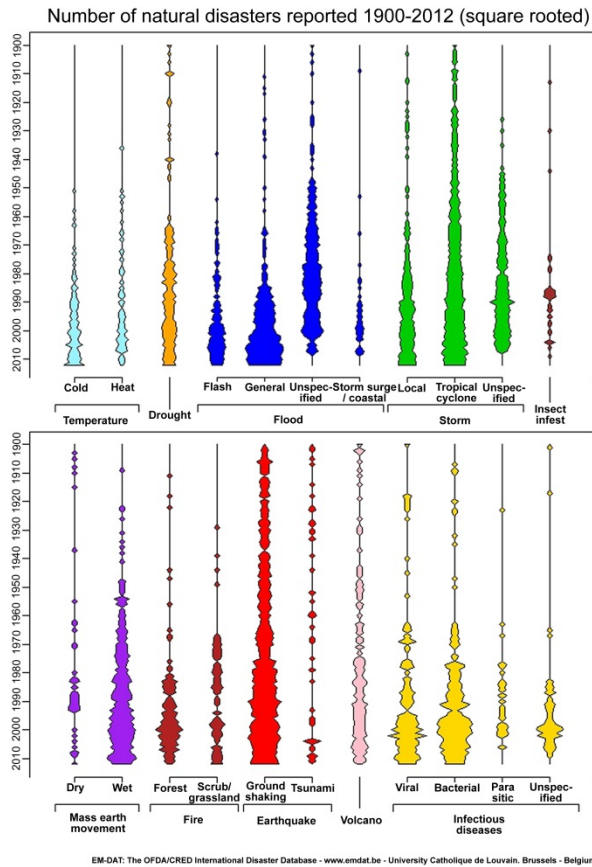 Number of natural disasters reported 1900-2012 (square rooted)
1900
1910
1920
1930
1940
1950
1960
1970
1980
1990
2000
2010
Cold Heat
Temperature
Drought
Flash General Unspec- Storm surge
ified / coastal
Flood
Local Tropical Unspec-
cyclone ified
Storm
Insect
infest
1900
1910
1920
1930
1940
1950
1960
1970
1980
1990
2000
2010
Dry Wet
Mass earth
movement
Forest Scrub/
grassland
Fire
Ground Tsunami
shaking
Earthquake
Volcano
Viral Bacterial Para Unspec-
sitic ified
Infectious
diseases
EM-DAT: The OFDA/CRED International Disaster Database - www.emdat.be - University Catholique de Louvain. Brussels - Belgium